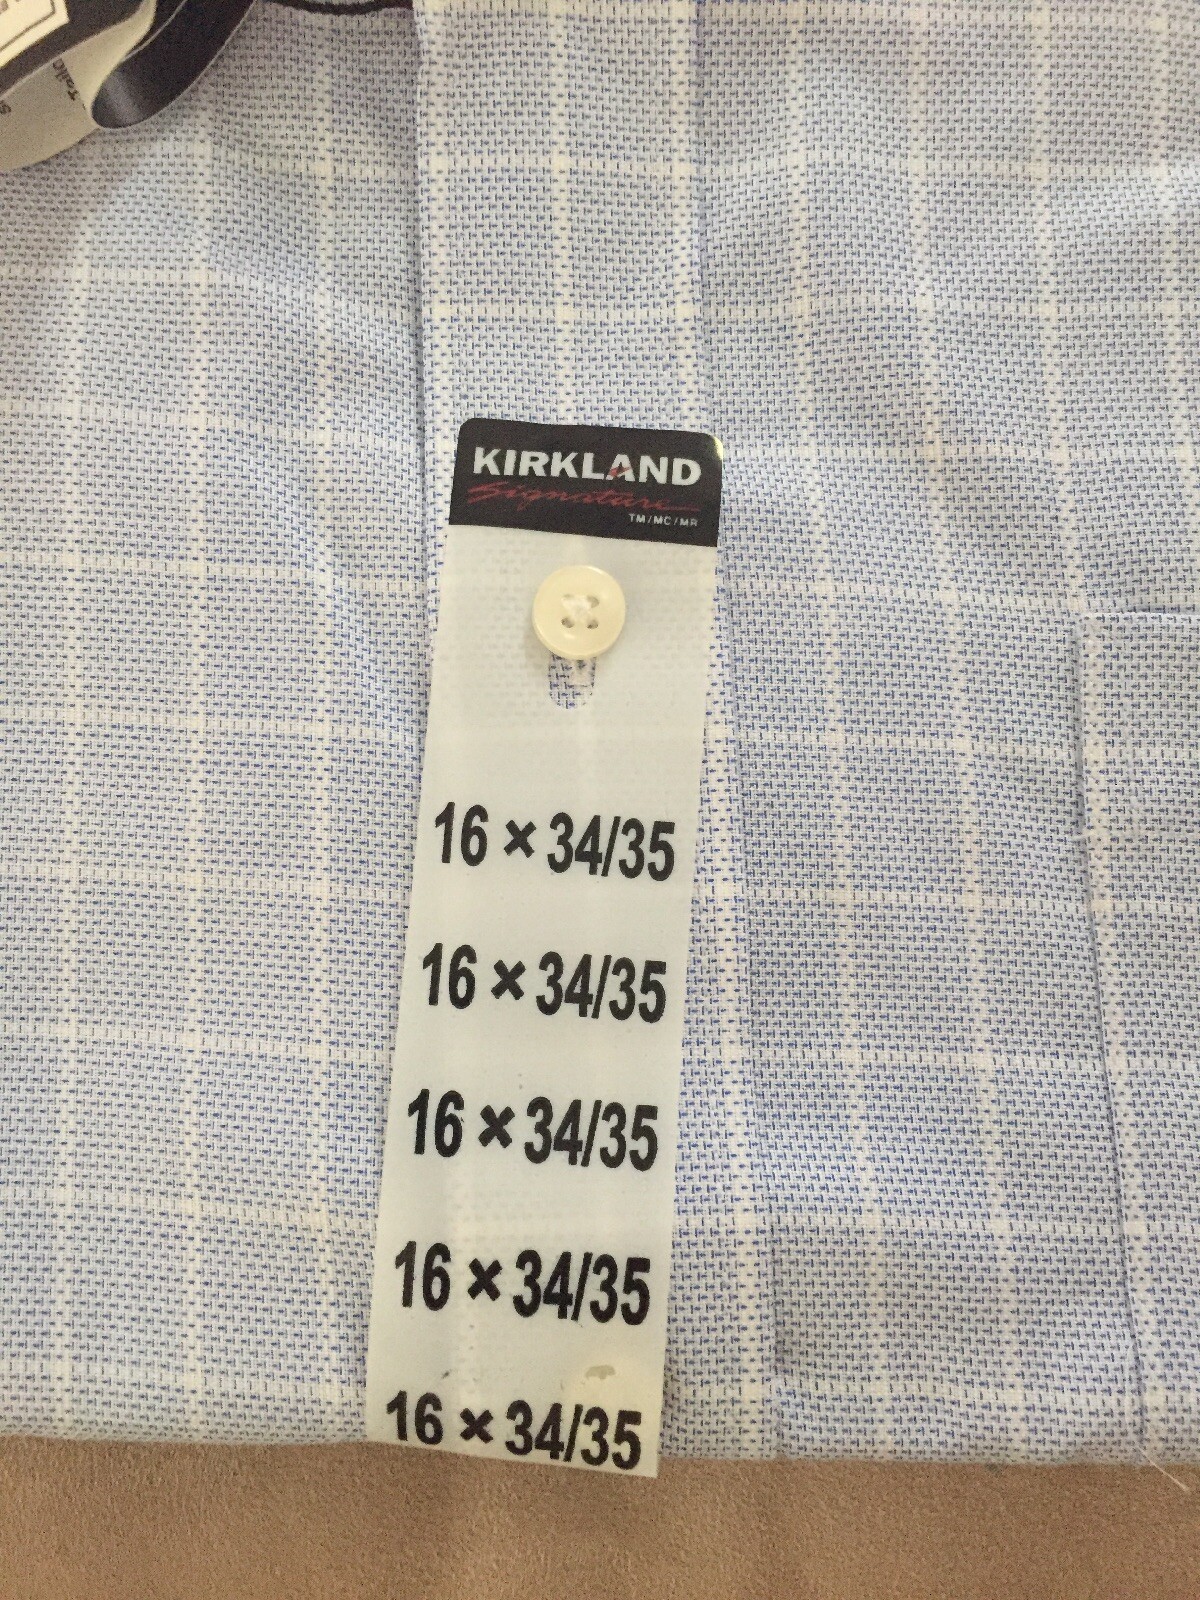 Tailo
KIRKLAND
Signature
TM/MC/MR
16 × 34/35
16 × 34/35
16 × 34/35
16 × 34/35
16 × 34/35